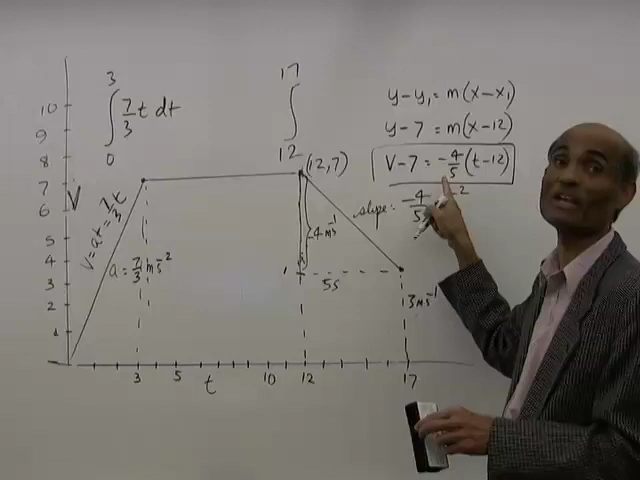 10
9
8
7
6
5
4
3
2
1
V
3
∫ 7/3 t dt
0
17
∫
12
y-y₁ = m(x-x₁)
y-7 = m(x-12)
V-7 = -4/5(t-12)
(12,7)
slope: -4/5
-2
V=at=7/3t
a=7/3 ms⁻²
4ms⁻¹
5s
3ms⁻¹
3
5
10
12
17
t